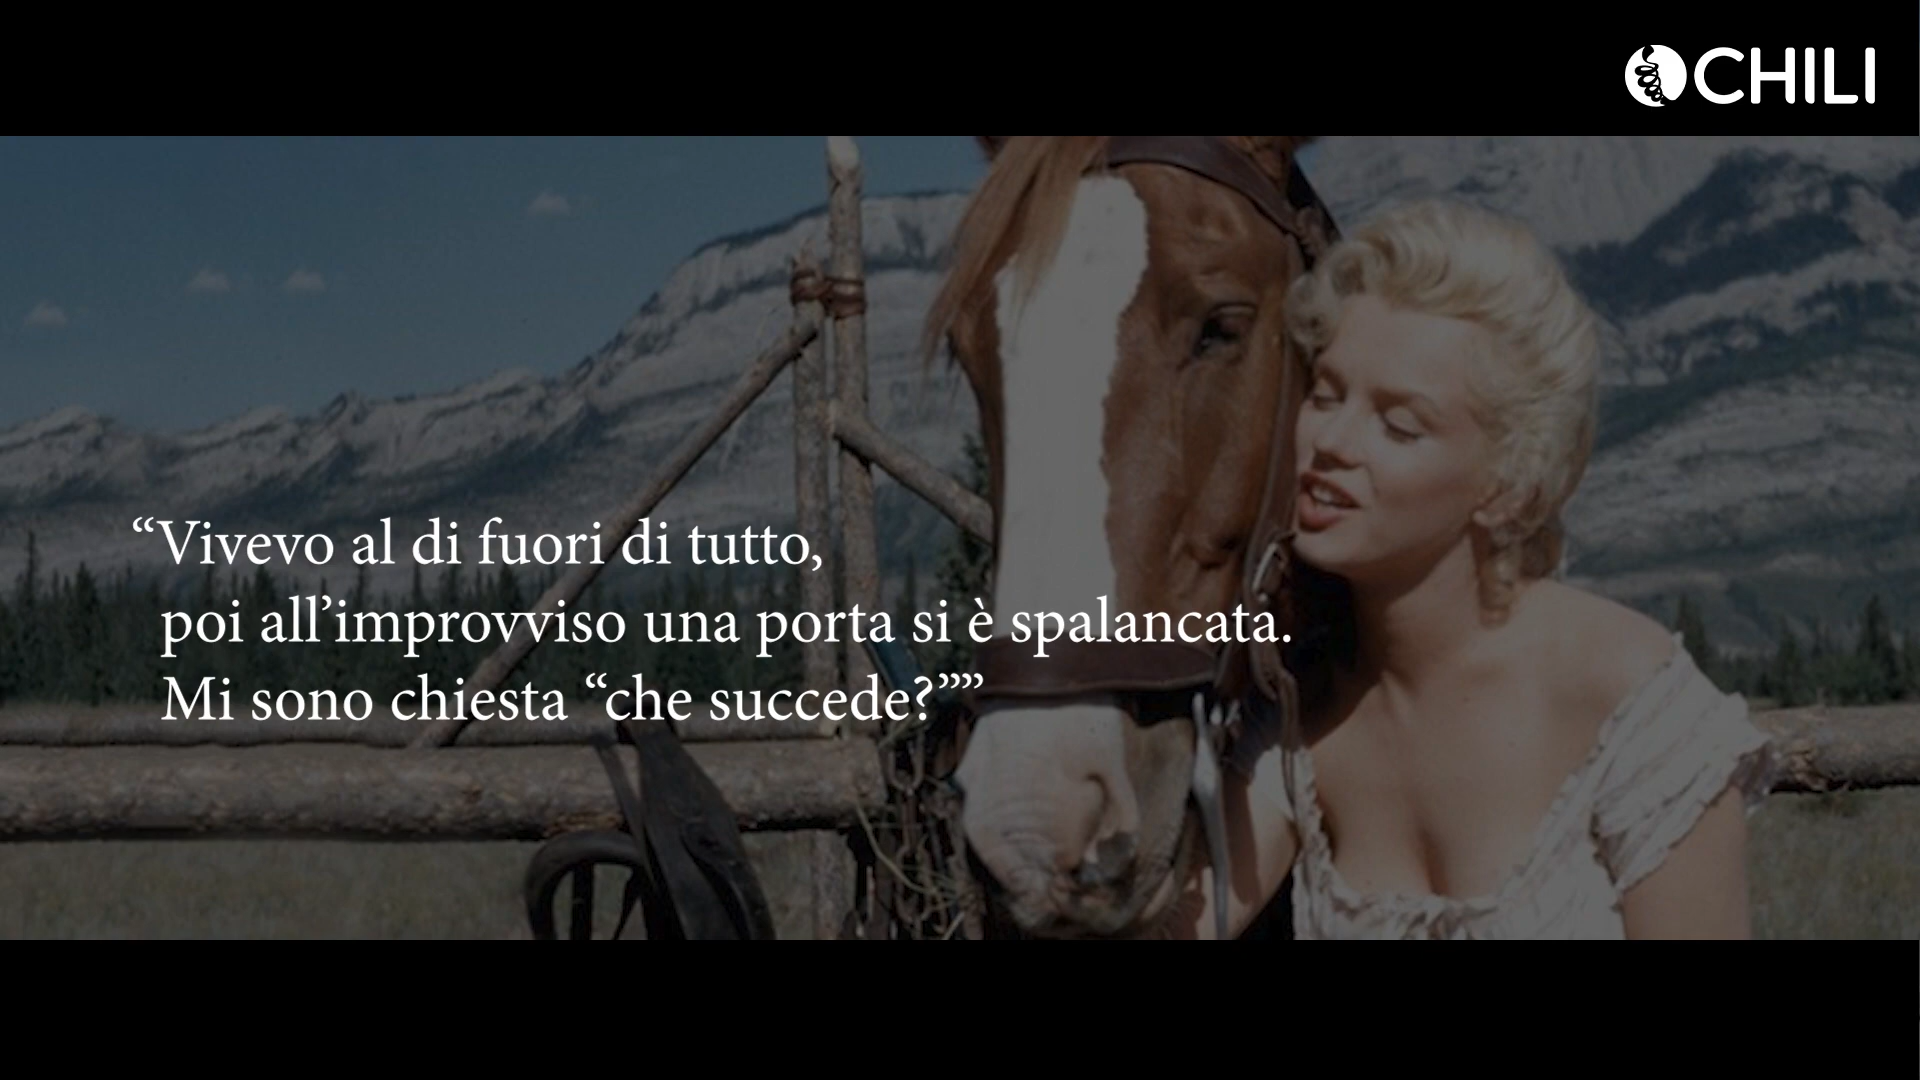 CHILI
“Vivevo al di fuori di tutto,
poi all’improvviso una porta si è spalancata.
Mi sono chiesta “che succede?””